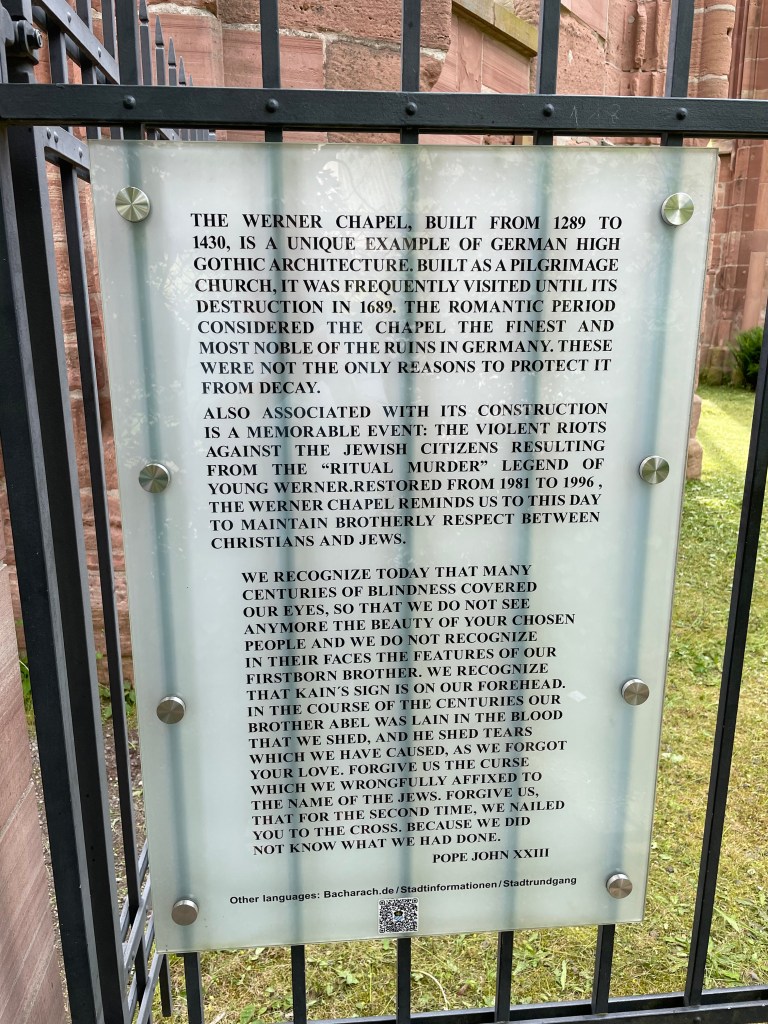 THE WERNER CHAPEL, BUILT FROM 1289 TO
1430, IS A UNIQUE EXAMPLE OF GERMAN HIGH
GOTHIC ARCHITECTURE. BUILT AS A PILGRIMAGE
CHURCH, IT WAS FREQUENTLY VISITED UNTIL ITS
DESTRUCTION IN 1689. THE ROMANTIC PERIOD
CONSIDERED THE CHAPEL THE FINEST AND
MOST NOBLE OF THE RUINS IN GERMANY. THESE
WERE NOT THE ONLY REASONS TO PROTECT IT
FROM DECAY.
ALSO ASSOCIATED WITH ITS CONSTRUCTION
IS A MEMORABLE EVENT: THE VIOLENT RIOTS
AGAINST THE JEWISH CITIZENS RESULTING
FROM THE “RITUAL MURDER” LEGEND OF
YOUNG WERNER.RESTORED FROM 1981 TO 1996 ,
THE WERNER CHAPEL REMINDS US TO THIS DAY
TO MAINTAIN BROTHERLY RESPECT BETWEEN
CHRISTIANS AND JEWS.
WE RECOGNIZE TODAY THAT MANY
CENTURIES OF BLINDNESS COVERED
OUR EYES, SO THAT WE DO NOT SEE
ANYMORE THE BEAUTY OF YOUR CHOSEN
PEOPLE AND WE DO NOT RECOGNIZE
IN THEIR FACES THE FEATURES OF OUR
FIRSTBORN BROTHER. WE RECOGNIZE
THAT KAIN´S SIGN IS ON OUR FOREHEAD.
IN THE COURSE OF THE CENTURIES OUR
BROTHER ABEL WAS LAIN IN THE BLOOD
THAT WE SHED, AND HE SHED TEARS
WHICH WE HAVE CAUSED, AS WE FORGOT
YOUR LOVE. FORGIVE US THE CURSE
WHICH WE WRONGFULLY AFFIXED TO
THE NAME OF THE JEWS. FORGIVE US,
THAT FOR THE SECOND TIME, WE NAILED
YOU TO THE CROSS. BECAUSE WE DID
NOT KNOW WHAT WE HAD DONE.
POPE JOHN XXIII
Other languages: Bacharach.de/Stadtinformationen/Stadtrundgang